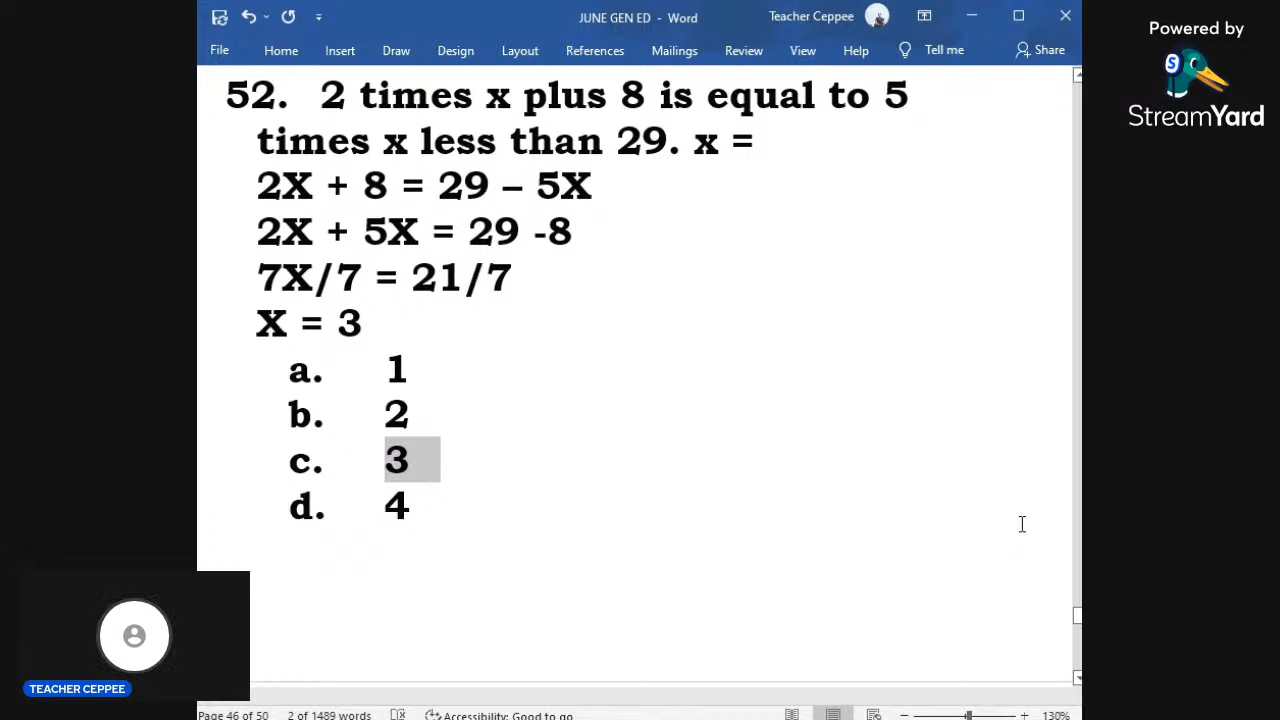 JUNE GEN ED - Word
Teacher Ceppee
File Home Insert Draw Design Layout References Mailings Review View Help Tell me Share
Powered by
S
StreamYard
52. 2 times x plus 8 is equal to 5
times x less than 29. x =
2X + 8 = 29 – 5X
2X + 5X = 29 -8
7X/7 = 21/7
X = 3
a. 1
b. 2
c. 3
d. 4
TEACHER CEPPEE
Page 46 of 50 2 of 1489 words Accessibility: Good to go 130%